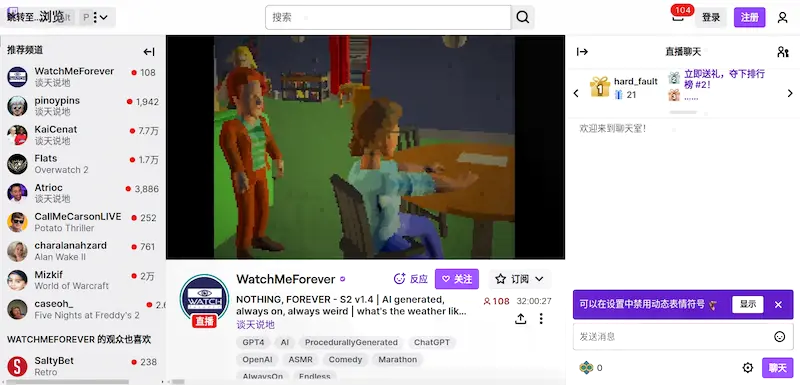 跳转至...
浏览
搜索
104
登录
注册
推荐频道
WatchMeForever
108
谈天说地
pinoypins
1,942
谈天说地
KaiCenat
7.7万
谈天说地
Flats
1.7万
Overwatch 2
Atrioc
3,886
谈天说地
CallMeCarsonLIVE
252
Potato Thriller
charalanahzard
761
Alan Wake II
Mizkif
2万
World of Warcraft
caseoh_
Five Nights at Freddy's 2
WATCHMEFOREVER 的观众也喜欢
SaltyBet
238
Retro
WATCH
直播
WatchMeForever
反应
关注
订阅
NOTHING, FOREVER - S2 v1.4 | AI generated,
always on, always weird | what's the weather lik...
108
32:00:27
谈天说地
GPT4
AI
ProcedurallyGenerated
ChatGPT
OpenAI
ASMR
Comedy
Marathon
AlwaysOn
Endless
直播聊天
1
hard_fault
21
立即送礼，夺下排行
榜 #2！
......
欢迎来到聊天室！
可以在设置中禁用动态表情符号
显示
发送消息
0
聊天